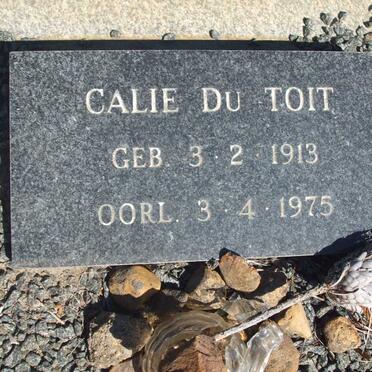 CALIE DU TOIT
GEB. 3·2·1913
OORL. 3·4·1975